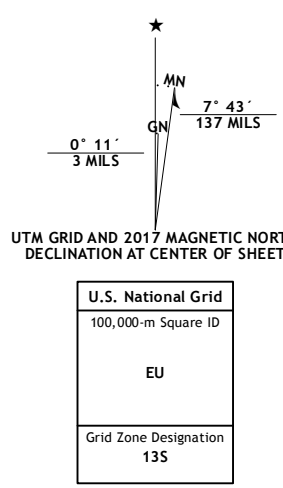 ★
MN
7° 43´
137 MILS
GN
0° 11´
3 MILS
UTM GRID AND 2017 MAGNETIC NORT
DECLINATION AT CENTER OF SHEET
U.S. National Grid
100,000-m Square ID
EU
Grid Zone Designation
13S